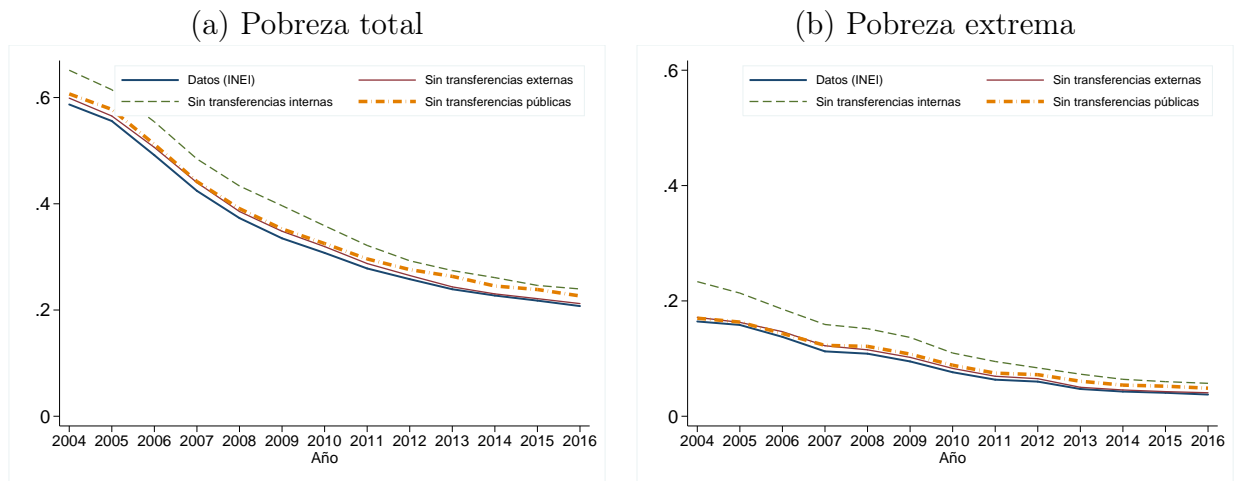 (a) Pobreza total
Datos (INEI)
Sin transferencias externas
Sin transferencias internas
Sin transferencias públicas
.6
.4
.2
0
2004 2005 2006 2007 2008 2009 2010 2011 2012 2013 2014 2015 2016
Año
(b) Pobreza extrema
Datos (INEI)
Sin transferencias externas
Sin transferencias internas
Sin transferencias públicas
.6
.4
.2
0
2004 2005 2006 2007 2008 2009 2010 2011 2012 2013 2014 2015 2016
Año